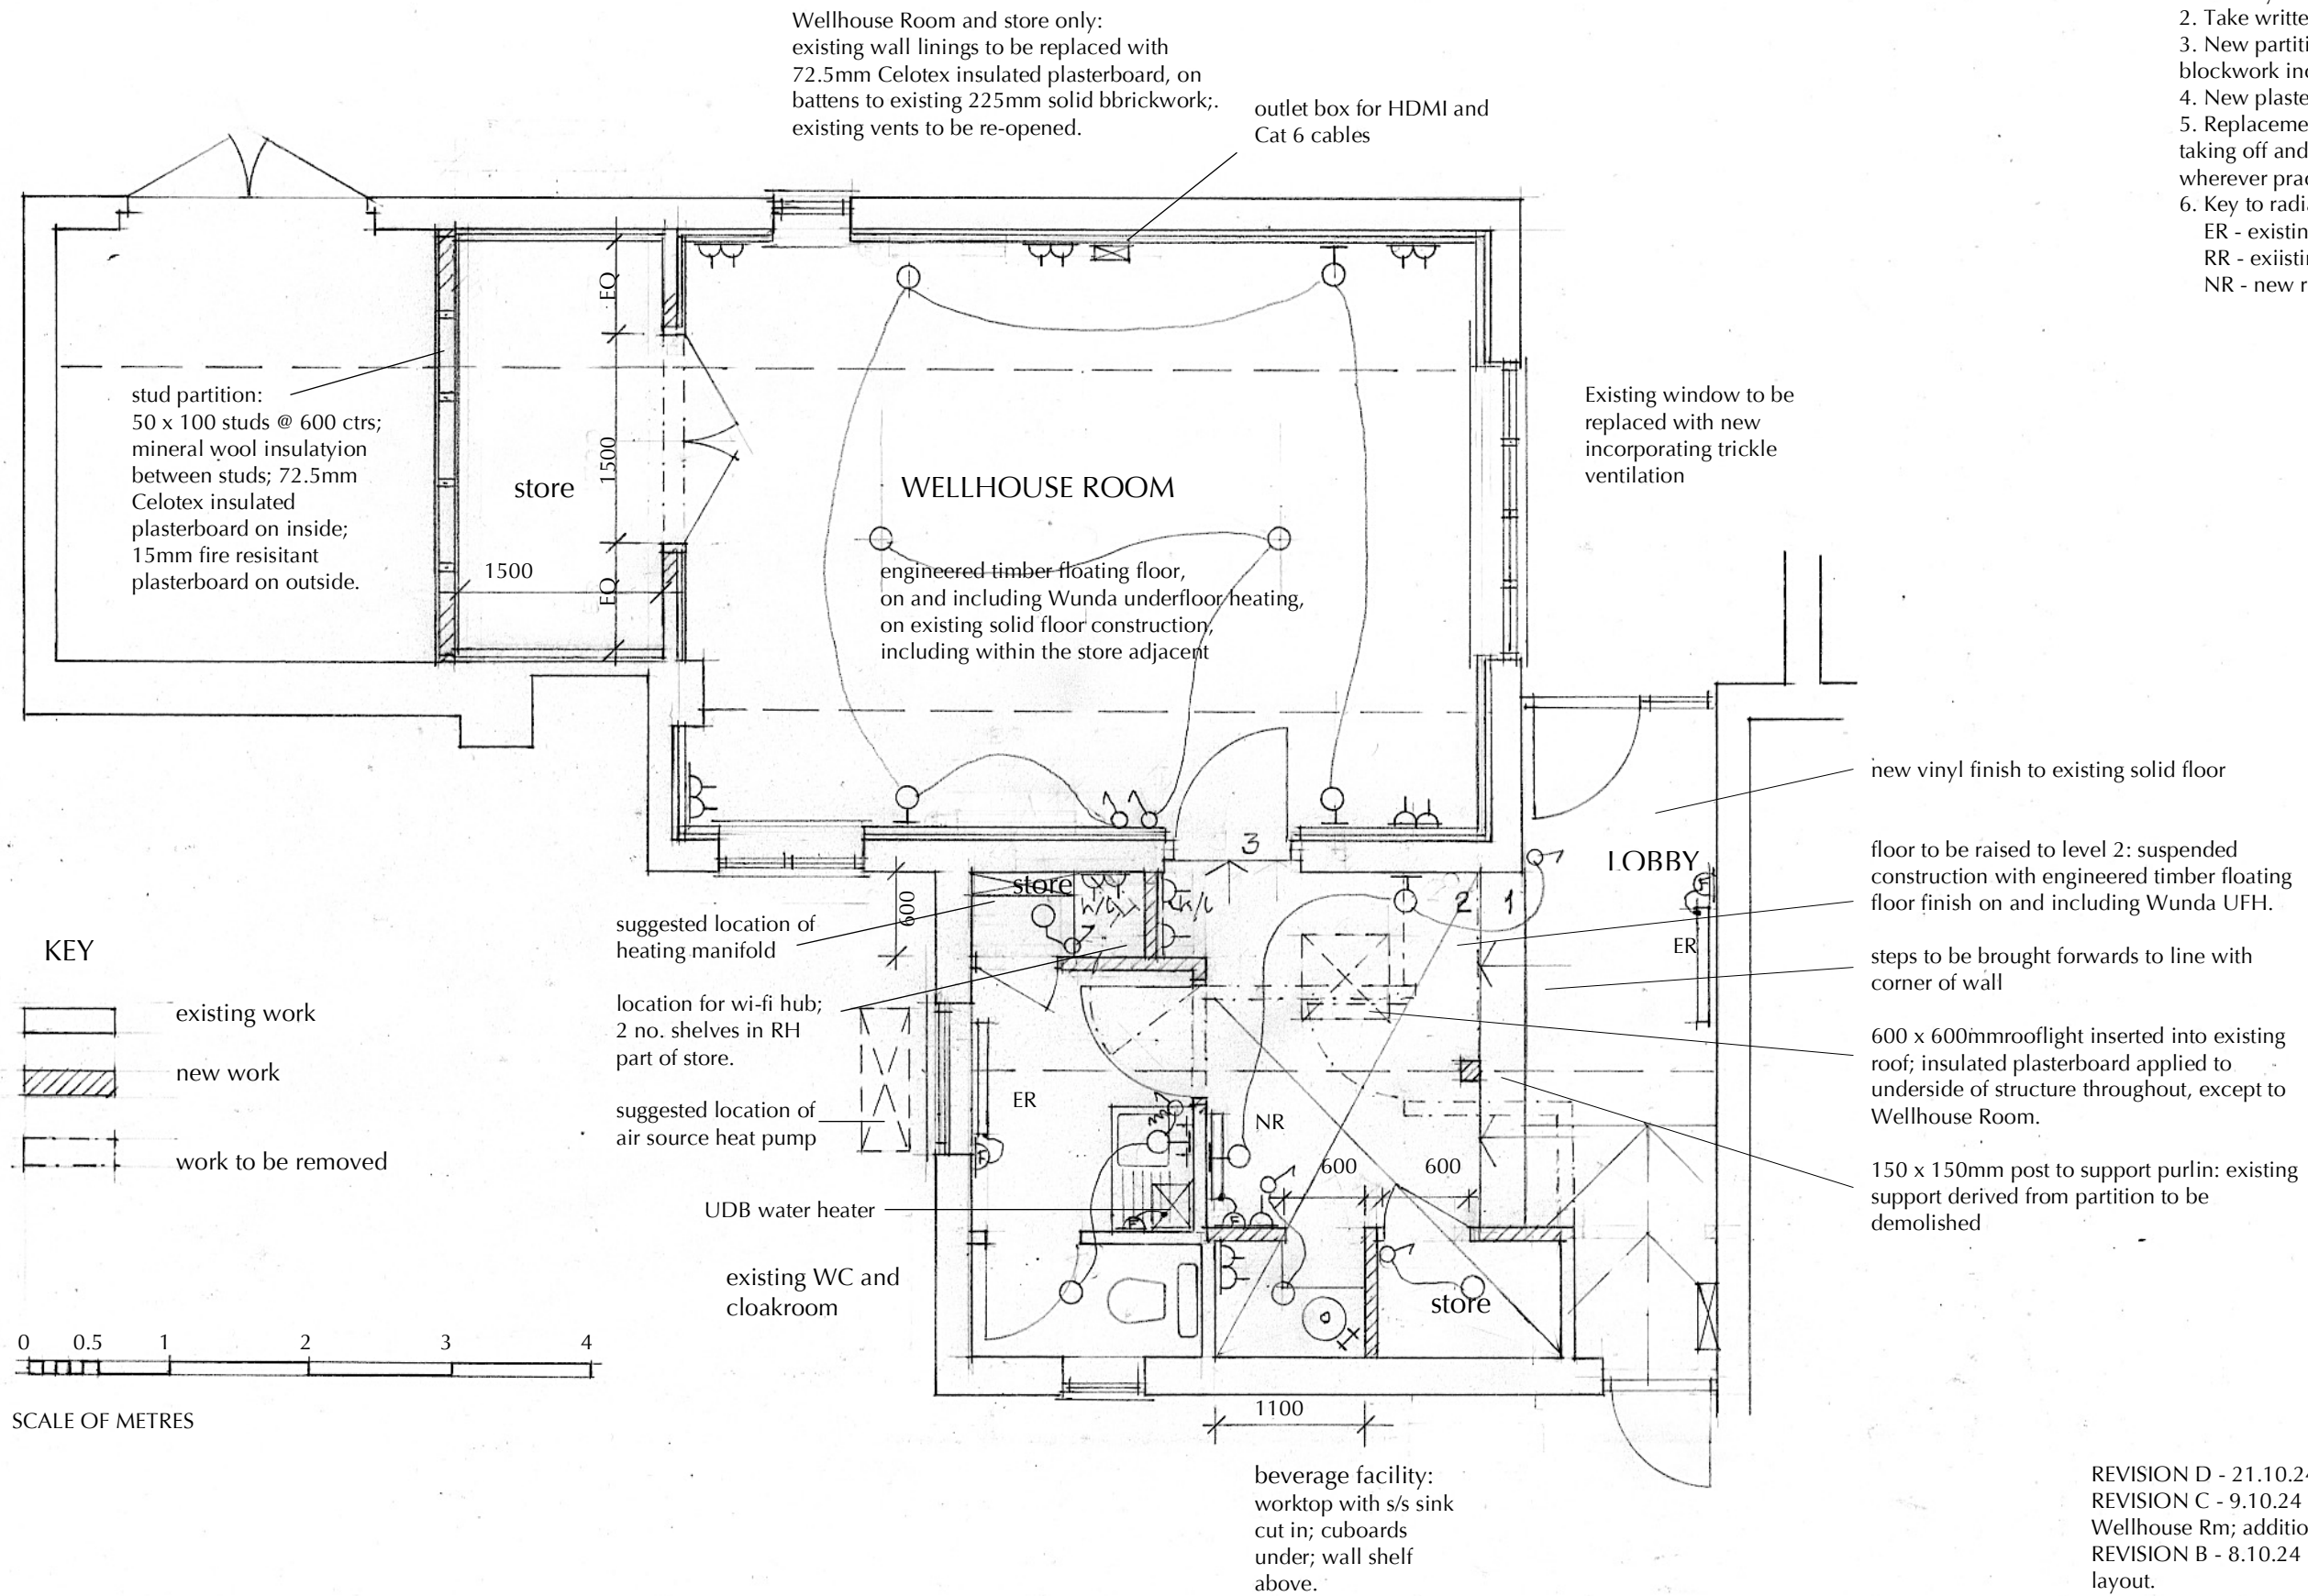 Wellhouse Room and store only:
existing wall linings to be replaced with
72.5mm Celotex insulated plasterboard, on
battens to existing 225mm solid bbrickwork;.
existing vents to be re-opened.
outlet box for HDMI and
Cat 6 cables
2. Take writte
3. New partiti
blockwork inc
4. New plaste
5. Replaceme
taking off and
wherever prac
6. Key to radia
ER - existin
RR - exiistin
NR - new r
stud partition:
50 x 100 studs @ 600 ctrs;
mineral wool insulatyion
between studs; 72.5mm
Celotex insulated
plasterboard on inside;
15mm fire resisitant
plasterboard on outside.
EQ
1500
EQ
store
1500
WELLHOUSE ROOM
engineered timber floating floor,
on and including Wunda underfloor heating,
on existing solid floor construction,
including within the store adjacent
Existing window to be
replaced with new
incorporating trickle
ventilation
3
LOBBY
store
h/l
h/l
2
1
600
ER
new vinyl finish to existing solid floor
floor to be raised to level 2: suspended
construction with engineered timber floating
floor finish on and including Wunda UFH.
steps to be brought forwards to line with
corner of wall
600 x 600mmrooflight inserted into existing
roof; insulated plasterboard applied to
underside of structure throughout, except to
Wellhouse Room.
150 x 150mm post to support purlin: existing
support derived from partition to be
demolished
suggested location of
heating manifold
location for wi-fi hub;
2 no. shelves in RH
part of store.
suggested location of
air source heat pump
UDB water heater
existing WC and
cloakroom
ER
NR
F
F
F
F
600
600
store
1100
beverage facility:
worktop with s/s sink
cut in; cuboards
under; wall shelf
above.
KEY
existing work
new work
work to be removed
0 0.5 1 2 3 4
SCALE OF METRES
REVISION D - 21.10.24
REVISION C - 9.10.24
Wellhouse Rm; additio
REVISION B - 8.10.24
layout.